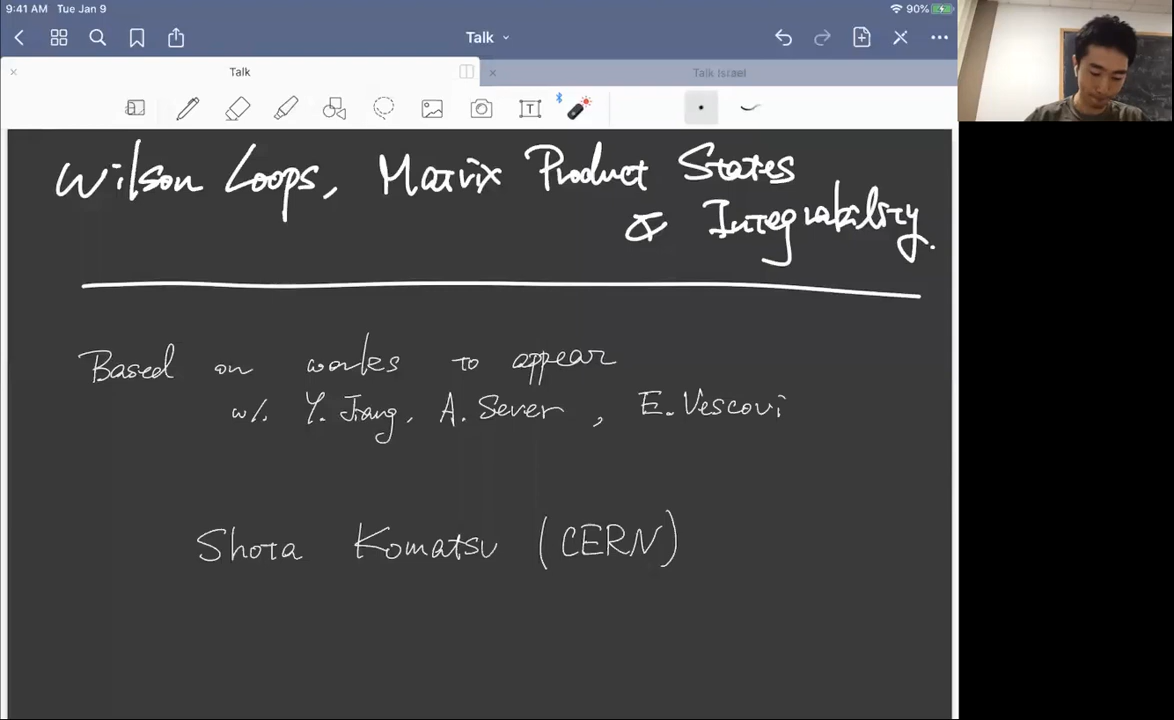 9:41 AM Tue Jan 9
90%
Talk
Talk
Talk Israel
T
Wilson Loops, Matrix Product States
& Integrability.
Based on works to appear
w/. Y. Jiang, A. Sever, E. Vescovi
Shota Komatsu (CERN)